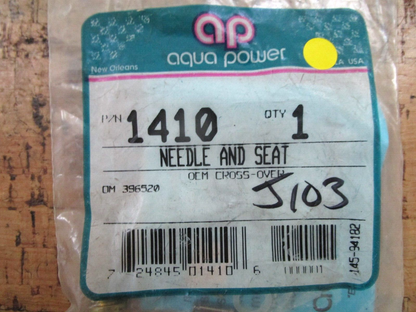 ap
aqua power
New Orleans
USA
P/N 1410 QTY 1
NEEDLE AND SEAT
OEM CROSS-OVER
OM 396520
J103
7 24845 01410 6
145-94182